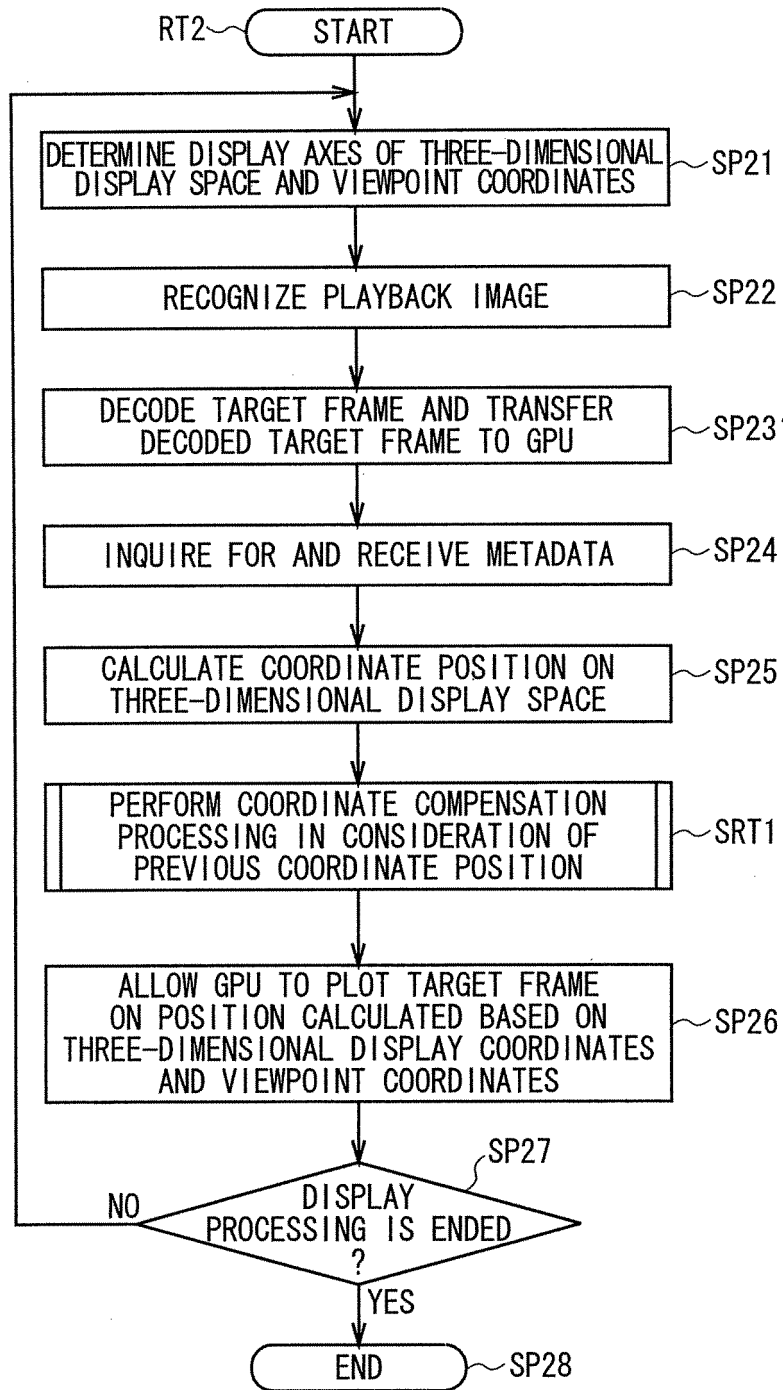 RT2
START
DETERMINE DISPLAY AXES OF THREE-DIMENSIONAL
DISPLAY SPACE AND VIEWPOINT COORDINATES
SP21
RECOGNIZE PLAYBACK IMAGE
SP22
DECODE TARGET FRAME AND TRANSFER
DECODED TARGET FRAME TO GPU
SP23
INQUIRE FOR AND RECEIVE METADATA
SP24
CALCULATE COORDINATE POSITION ON
THREE-DIMENSIONAL DISPLAY SPACE
SP25
PERFORM COORDINATE COMPENSATION
PROCESSING IN CONSIDERATION OF
PREVIOUS COORDINATE POSITION
SRT1
ALLOW GPU TO PLOT TARGET FRAME
ON POSITION CALCULATED BASED ON
THREE-DIMENSIONAL DISPLAY COORDINATES
AND VIEWPOINT COORDINATES
SP26
SP27
NO
DISPLAY
PROCESSING IS ENDED
?
YES
END
SP28